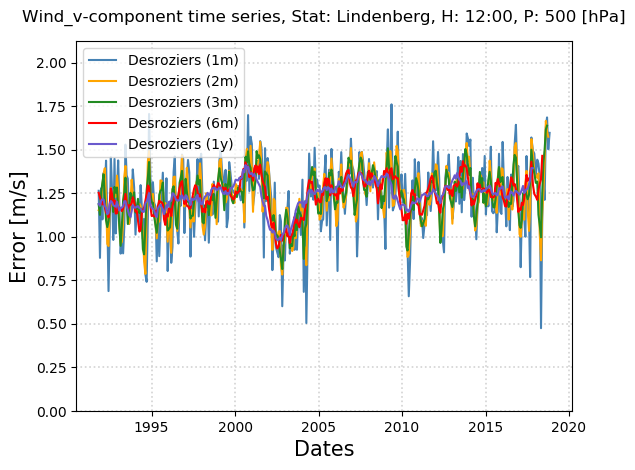 Wind_v-component time series, Stat: Lindenberg, H: 12:00, P: 500 [hPa]
Desroziers (1m)
Desroziers (2m)
Desroziers (3m)
Desroziers (6m)
Desroziers (1y)
Error [m/s]
2.00
1.75
1.50
1.25
1.00
0.75
0.50
0.25
0.00
1995
2000
2005
2010
2015
2020
Dates